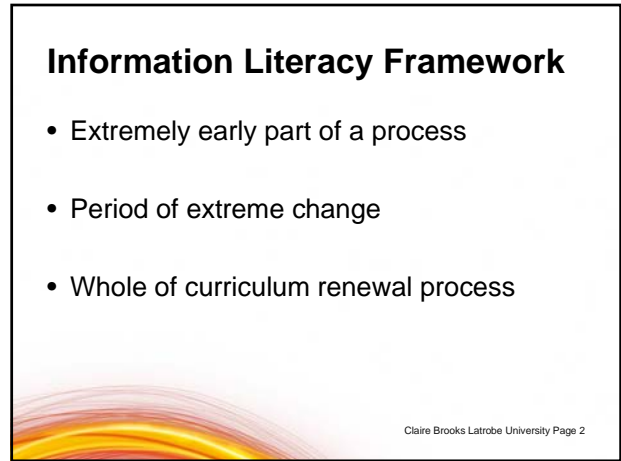 Information Literacy Framework
• Extremely early part of a process
• Period of extreme change
• Whole of curriculum renewal process
Claire Brooks Latrobe University Page 2